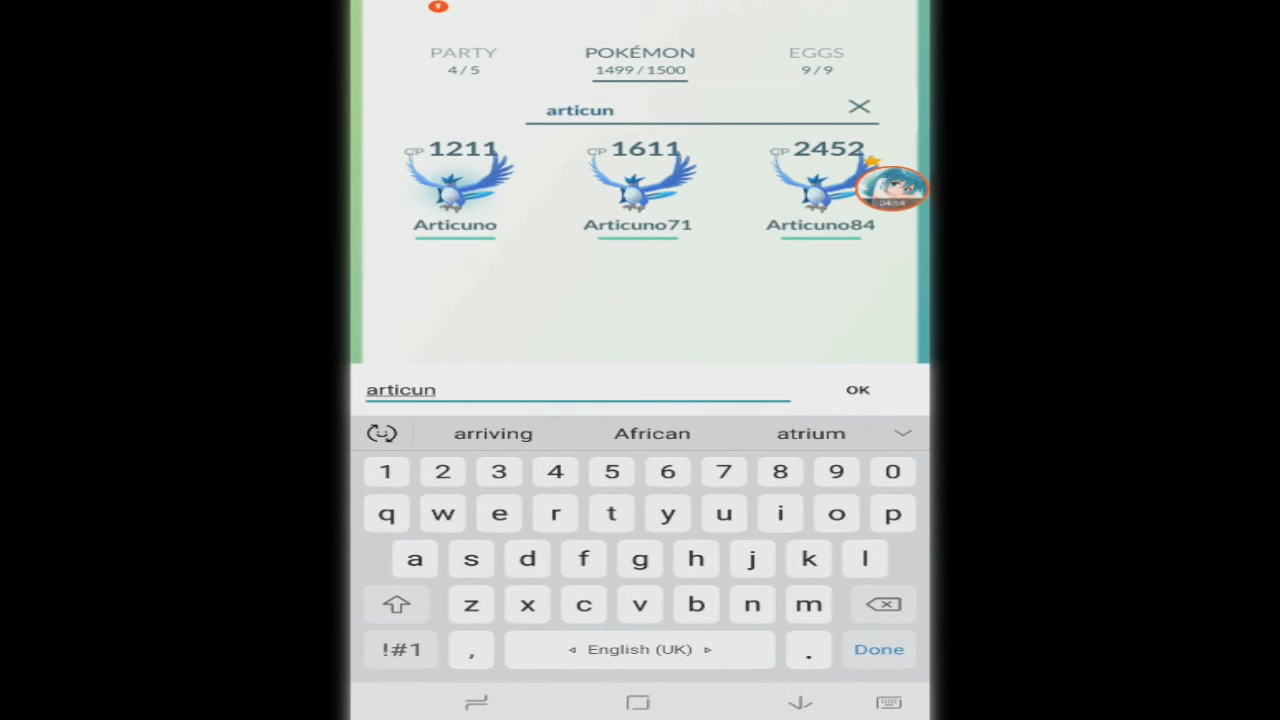 PARTY POKÉMON EGGS
4/5 1499/1500 9/9
articun
CP 1211 CP 1611 CP 2452
Articuno Articuno71 Articuno84
articun OK
arriving African atrium
1 2 3 4 5 6 7 8 9 0
q w e r t y u i o p
a s d f g h j k l
z x c v b n m
!#1 , English (UK) . Done